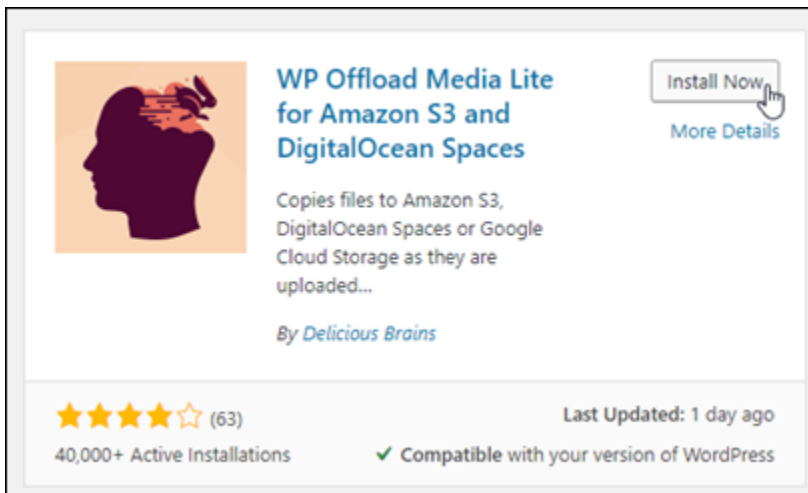 WP Offload Media Lite
for Amazon S3 and
DigitalOcean Spaces
Install Now
More Details
Copies files to Amazon S3,
DigitalOcean Spaces or Google
Cloud Storage as they are
uploaded...
By Delicious Brains
(63)
Last Updated: 1 day ago
40,000+ Active Installations
Compatible with your version of WordPress